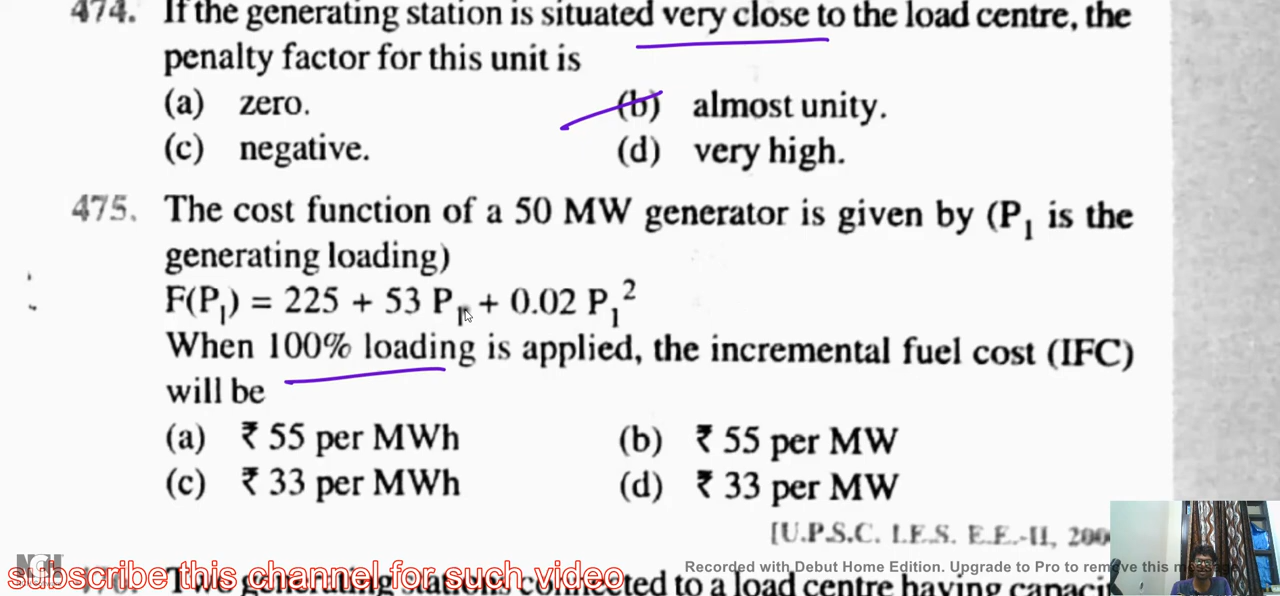 474. If the generating station is situated very close to the load centre, the
penalty factor for this unit is
(a) zero. (b) almost unity.
(c) negative. (d) very high.
475. The cost function of a 50 MW generator is given by (P₁ is the
generating loading)
F(P₁) = 225 + 53 P₁ + 0.02 P₁²
When 100% loading is applied, the incremental fuel cost (IFC)
will be
(a) ₹ 55 per MWh (b) ₹ 55 per MW
(c) ₹ 33 per MWh (d) ₹ 33 per MW
[U.P.S.C. I.E.S. E.E.-II,
Two generating stations connected to a load centre having
subscribe this channel for such video
Recorded with Debut Home Edition. Upgrade to Pro to remove this